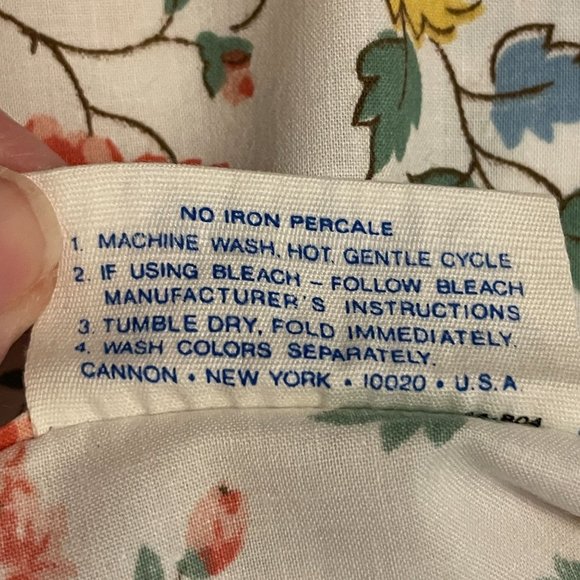 NO IRON PERCALE
1. MACHINE WASH, HOT, GENTLE CYCLE
2. IF USING BLEACH – FOLLOW BLEACH
MANUFACTURER'S INSTRUCTIONS
3. TUMBLE DRY, FOLD IMMEDIATELY.
4. WASH COLORS SEPARATELY.
CANNON • NEW YORK • 10020 • U.S.A.